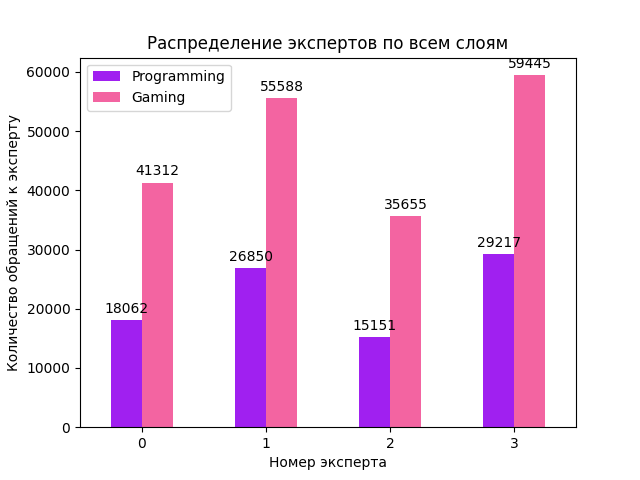 Распределение экспертов по всем слоям
Programming
Gaming
Количество обращений к эксперту
60000
50000
40000
30000
20000
10000
0
18062
41312
26850
55588
15151
35655
29217
59445
0 1 2 3
Номер эксперта